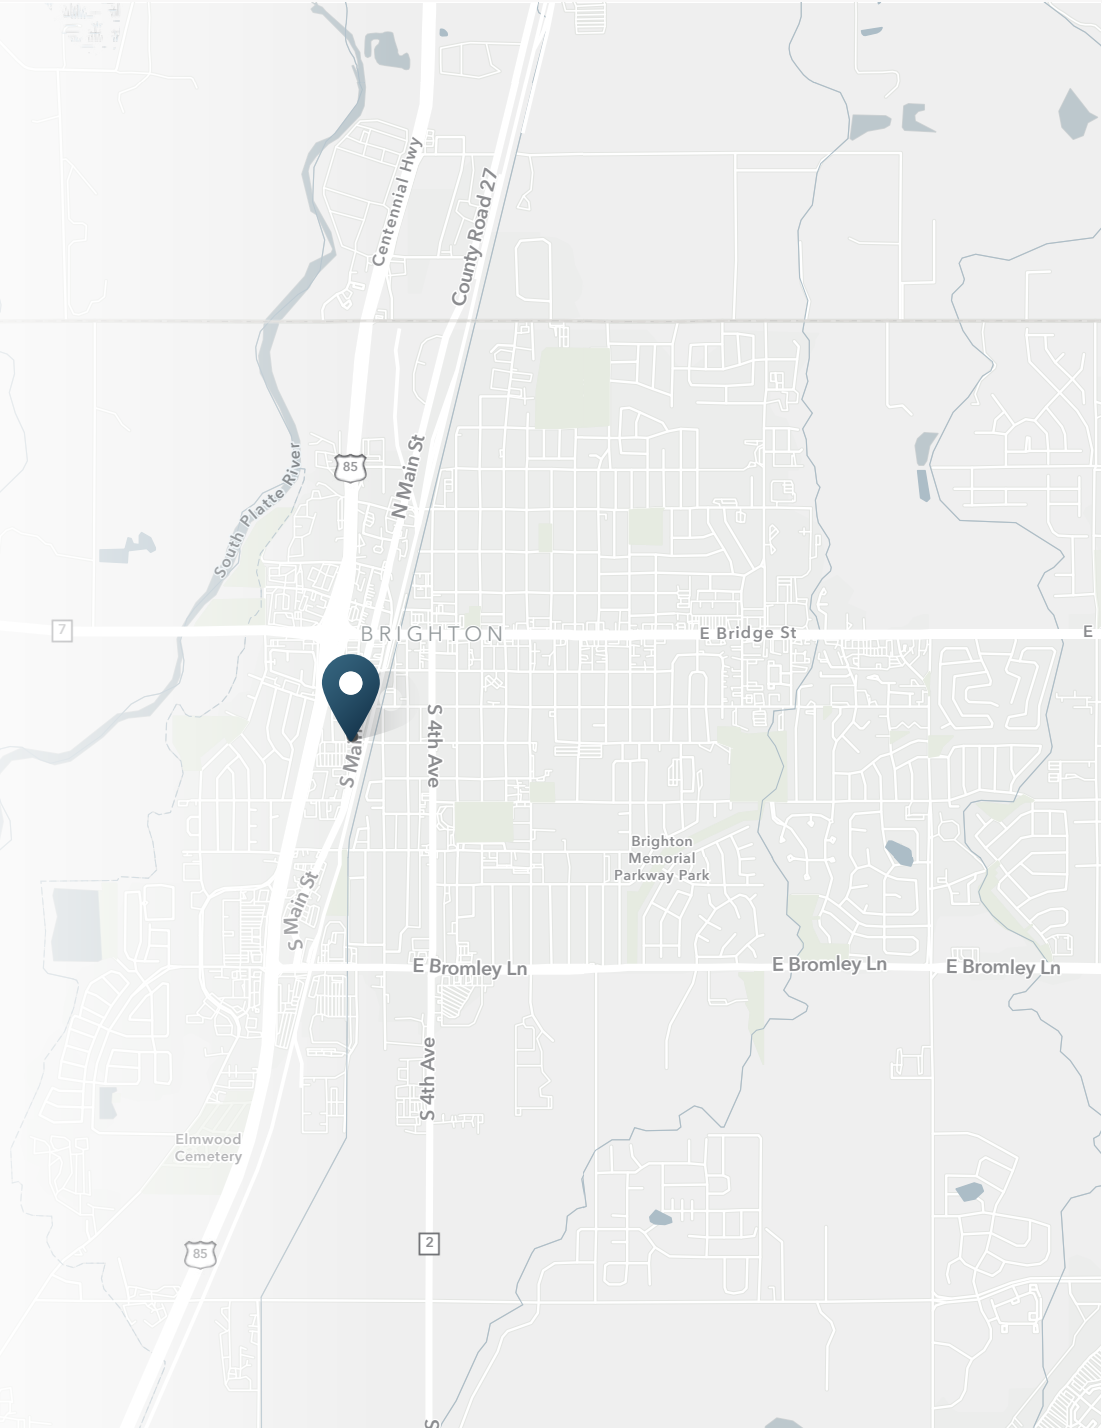 Centennial Hwy
County Road 27
N Main St
85
South Platte River
7
BRIGHTON
E Bridge St
E
S 4th Ave
S Main
Brighton
Memorial
Parkway Park
S Main St
E Bromley Ln
E Bromley Ln
E Bromley Ln
S 4th Ave
Elmwood
Cemetery
2
85
S